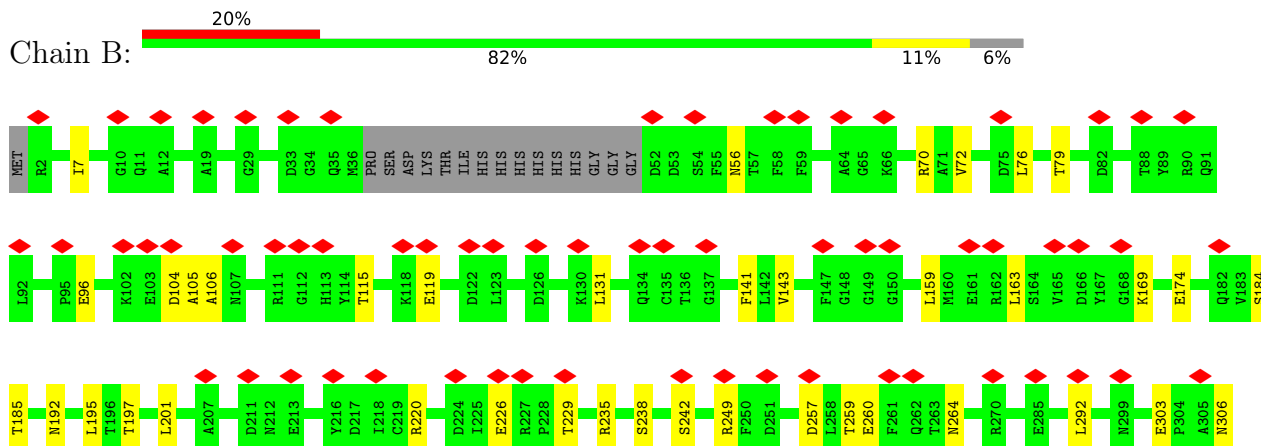 20%
Chain B:
82% 11% 6%
MET R2 I7 G10 Q11 A12 A19 G29 D33 G34 Q35 M36 PRO SER ASP LYS THR ILE HIS HIS HIS HIS HIS HIS GLY GLY GLY D52 D53 S54 F55 N56 T57 F58 F59 A64 G65 K66 R70 A71 V72 D75 L76 T79 D82 T88 Y89 R90 Q91
L92 P95 E96 K102 E103 D104 A105 A106 N107 R111 G112 H113 Y114 T115 K118 E119 D122 L123 D126 K130 L131 Q134 C135 T136 G137 F141 L142 V143 F147 G148 G149 G150 L159 M160 E161 R162 L163 S164 V165 D166 Y167 G168 K169 E174 Q182 V183 S184
T185 N192 L195 T196 T197 L201 A207 D211 N212 E213 Y216 D217 I218 C219 R220 D224 I225 E226 R227 P228 T229 R235 S238 S242 R249 F250 D251 D257 L258 T259 E260 F261 Q262 T263 N264 R270 E285 L292 N299 E303 P304 A305 N306